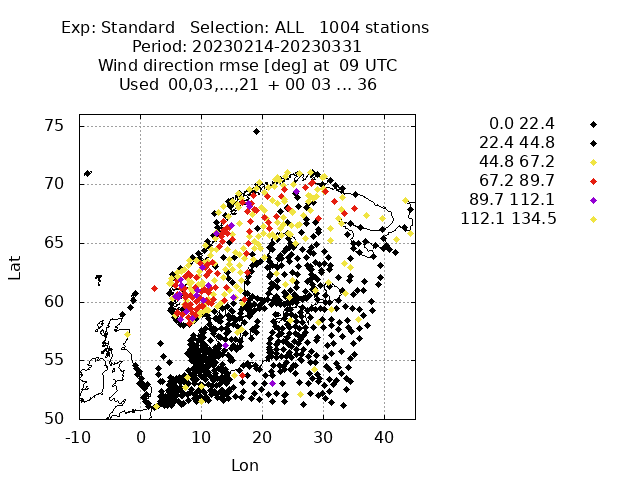 Exp: Standard   Selection: ALL   1004 stations
Period: 20230214-20230331
Wind direction rmse [deg] at  09 UTC
Used  00,03,...,21  + 00 03 ... 36
0.0 22.4
22.4 44.8
44.8 67.2
67.2 89.7
89.7 112.1
112.1 134.5
75
70
65
60
55
50
Lat
-10 0 10 20 30 40
Lon